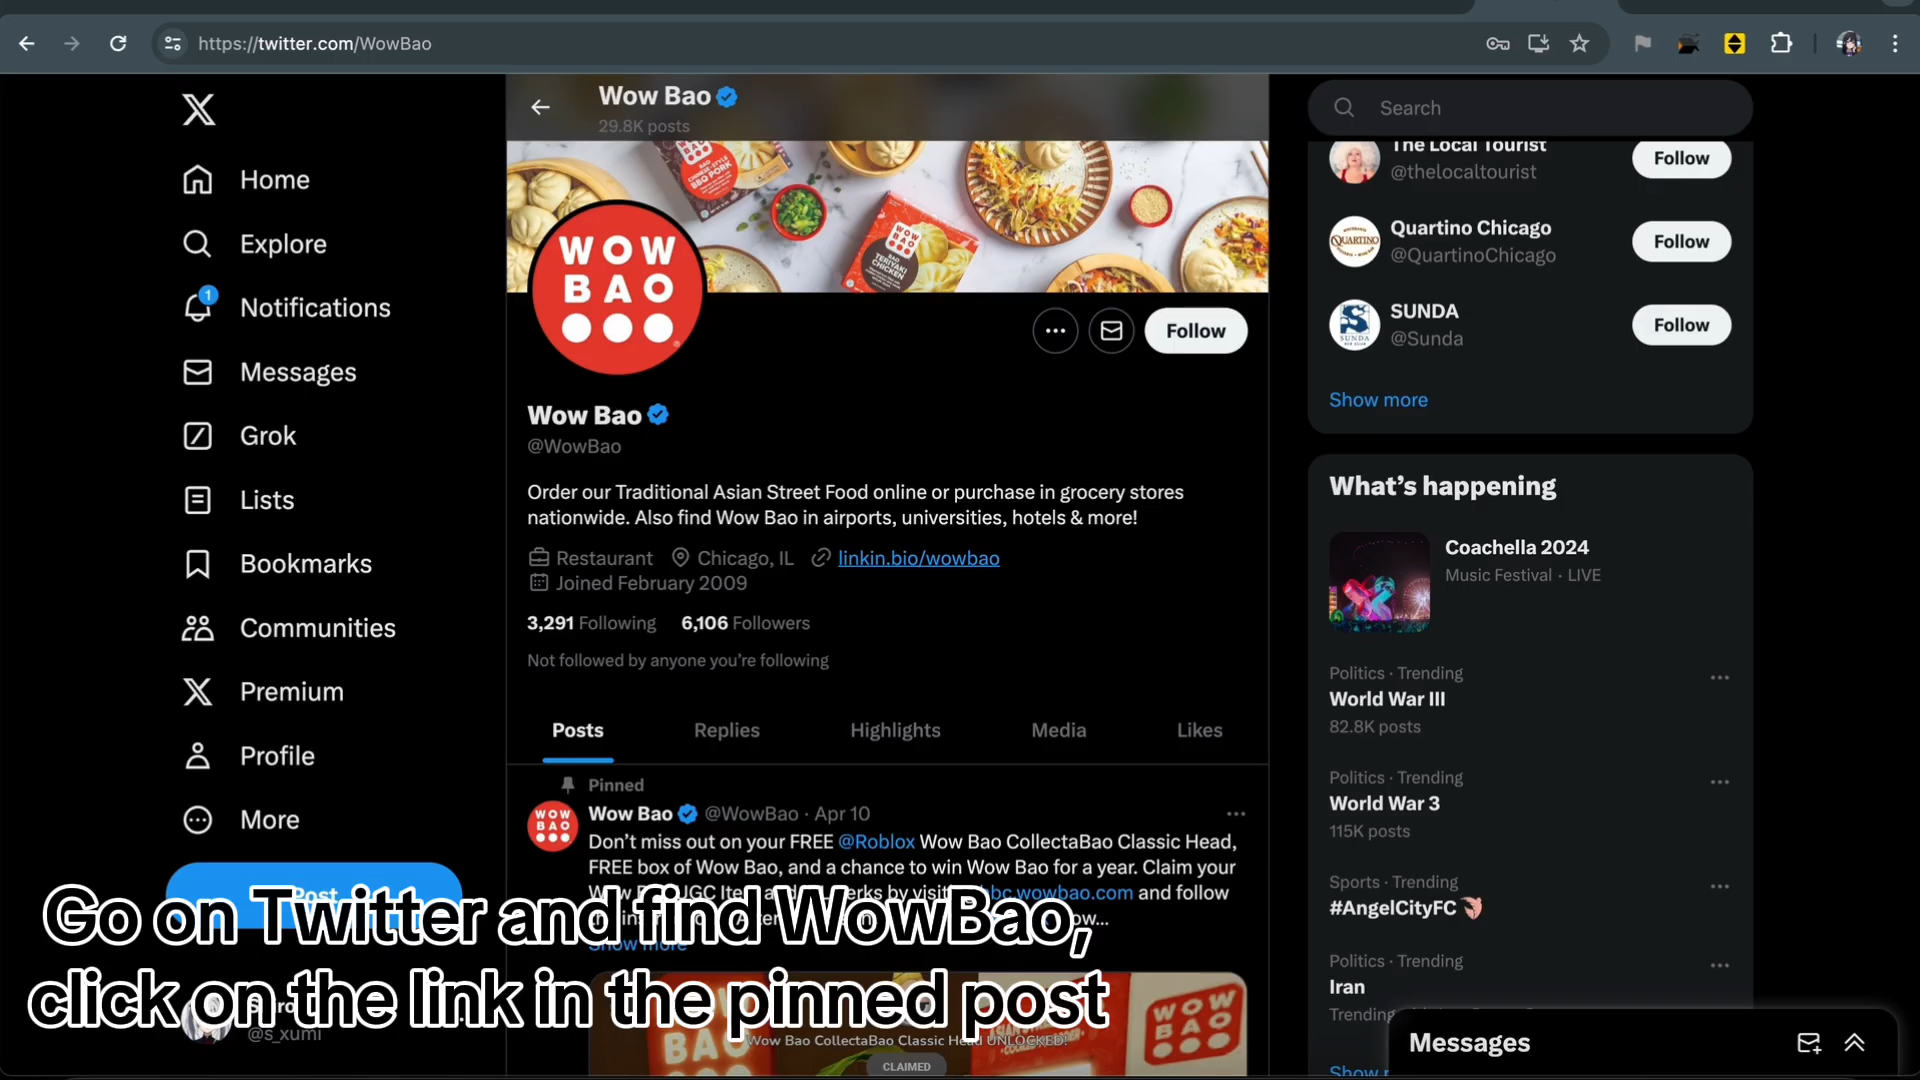 https://twitter.com/WowBao
X
Home
Explore
1
Notifications
Messages
Grok
Lists
Bookmarks
Communities
Premium
Profile
More
Post
@s_xumi
Wow Bao
29.8K posts
WOW
BAO
Follow
Wow Bao
@WowBao
Order our Traditional Asian Street Food online or purchase in grocery stores
nationwide. Also find Wow Bao in airports, universities, hotels & more!
Restaurant Chicago, IL linkin.bio/wowbao
Joined February 2009
3,291 Following 6,106 Followers
Not followed by anyone you’re following
Posts Replies Highlights Media Likes
Pinned
Wow Bao @WowBao · Apr 10
Don’t miss out on your FREE @Roblox Wow Bao CollectaBao Classic Head,
FREE box of Wow Bao, and a chance to win Wow Bao for a year. Claim your
bc.wowbao.com and follow
Show more
Go on Twitter and find WowBao,
click on the link in the pinned post
WOW
BAO
Wow Bao CollectaBao Classic Head UNLOCKED!
CLAIMED
Search
The Local Tourist
@thelocaltourist
Follow
Quartino Chicago
@QuartinoChicago
Follow
SUNDA
@Sunda
Follow
Show more
What’s happening
Coachella 2024
Music Festival · LIVE
Politics · Trending
World War III
82.8K posts
Politics · Trending
World War 3
115K posts
Sports · Trending
#AngelCityFC
Politics · Trending
Iran
Trending
Messages